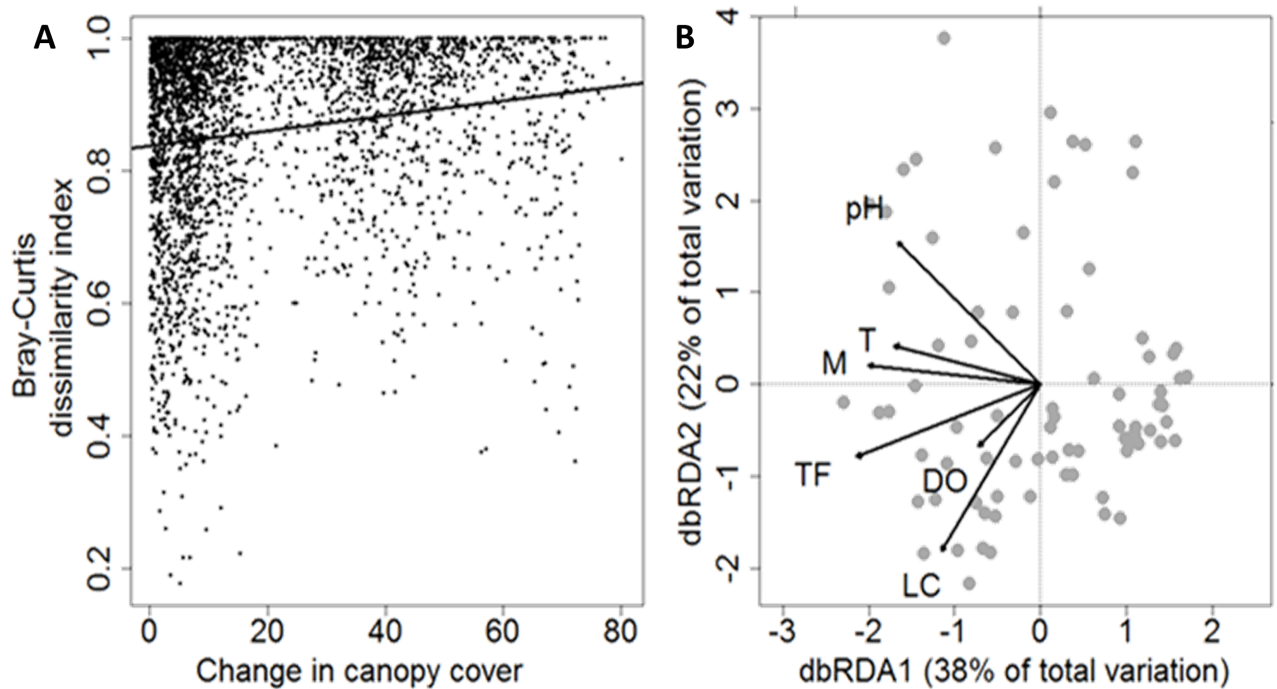 A
1.0
0.8
0.6
0.4
0.2
Bray-Curtis
dissimilarity index
0 20 40 60 80
Change in canopy cover
B
4
3
2
1
0
-1
-2
dbRDA2 (22% of total variation)
pH
T
M
TF
DO
LC
-3 -2 -1 0 1 2
dbRDA1 (38% of total variation)